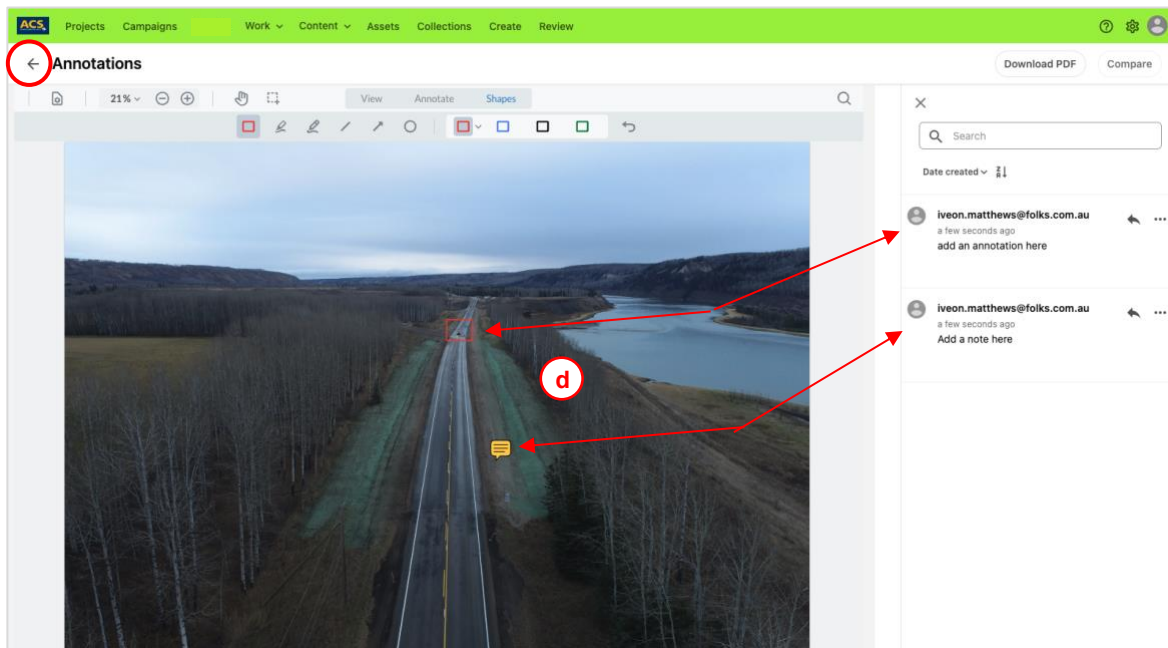 ACS Projects Campaigns Work Content Assets Collections Create Review
Annotations Download PDF Compare
21% View Annotate Shapes
Search
Date created
iveon.matthews@folks.com.au
a few seconds ago
add an annotation here
iveon.matthews@folks.com.au
a few seconds ago
Add a note here
d